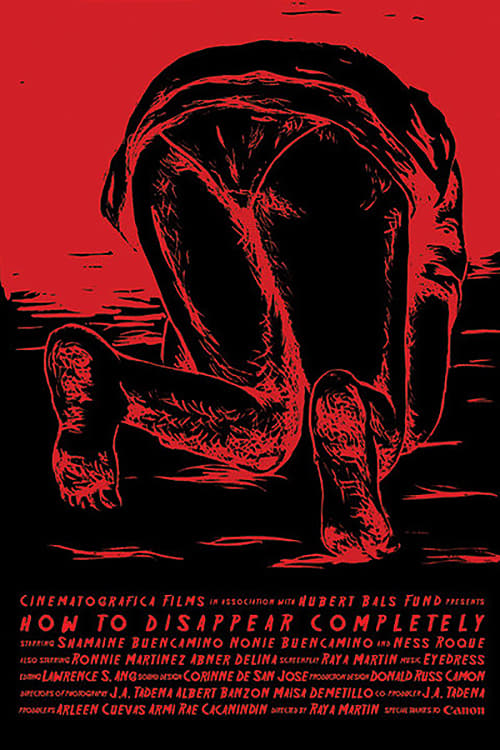 CINEMATOGRAFICA FILMS IN ASSOCIATION WITH HUBERT BALS FUND PRESENTS
HOW TO DISAPPEAR COMPLETELY
STARRING SHAMAINE BUENCAMINO NONIE BUENCAMINO AND NESS ROQUE
ALSO STARRING RONNIE MARTINEZ ABNER DELINA SCREENPLAY RAYA MARTIN MUSIC EYEDRESS
EDITING LAWRENCE S. ANG SOUND DESIGN CORINNE DE SAN JOSE PRODUCTION DESIGN DONALD RUSS CAMON
DIRECTORS OF PHOTOGRAPHY J.A. TADENA ALBERT BANZON MAISA DEMETILLO CO-PRODUCER J.A. TADENA
PRODUCERS ARLEEN CUEVAS ARMI RAE CACANINDIN DIRECTED BY RAYA MARTIN SPECIAL THANKS TO Canon